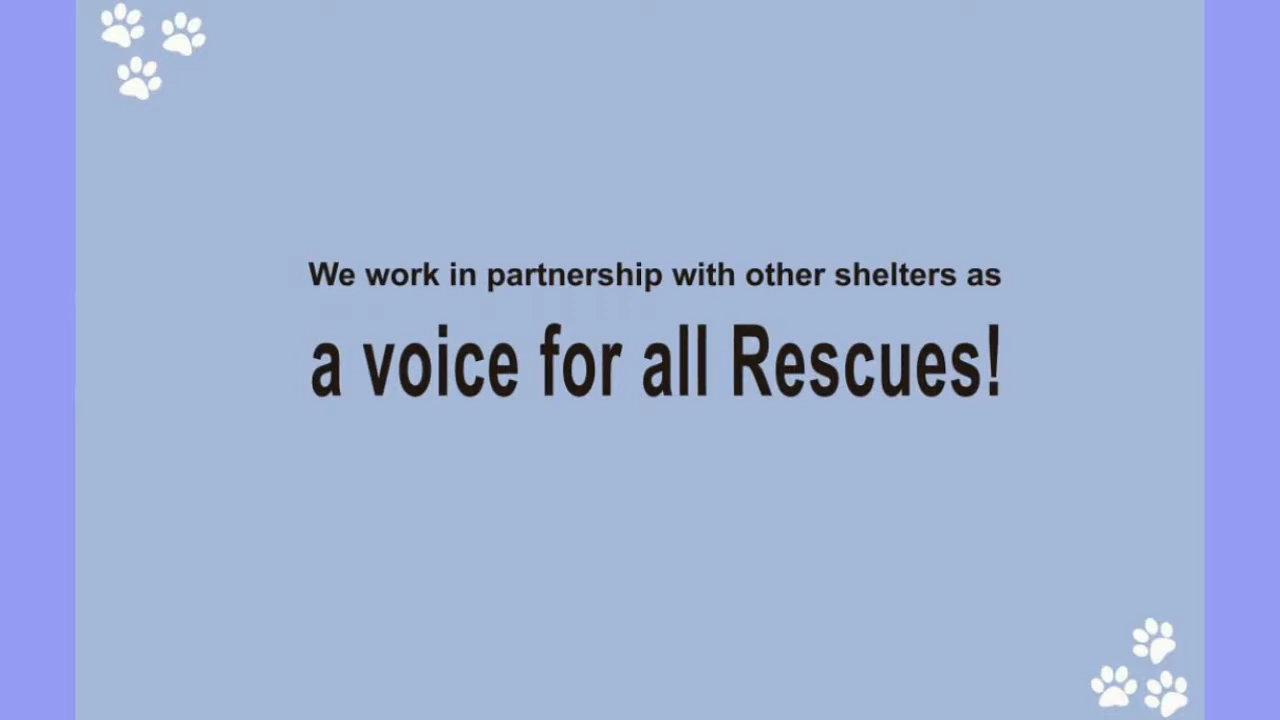 We work in partnership with other shelters as
a voice for all Rescues!